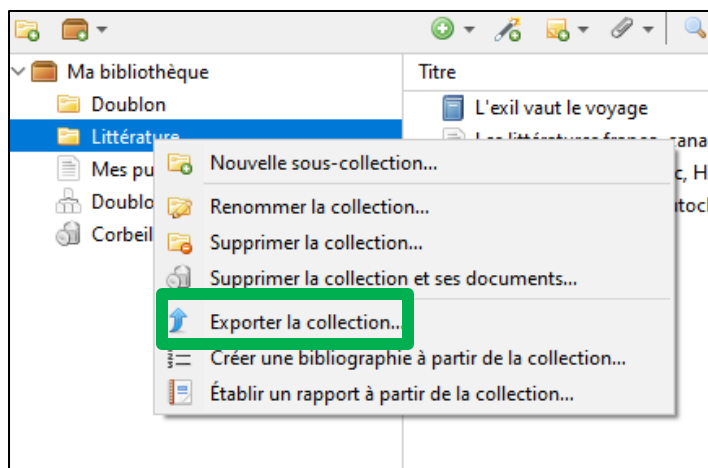 Ma bibliothèque
Titre
Doublon
L'exil vaut le voyage
Littérature
Mes pu
Doublo
Corbeil
Nouvelle sous-collection...
Renommer la collection...
Supprimer la collection...
Supprimer la collection et ses documents...
Exporter la collection...
Créer une bibliographie à partir de la collection...
Établir un rapport à partir de la collection...